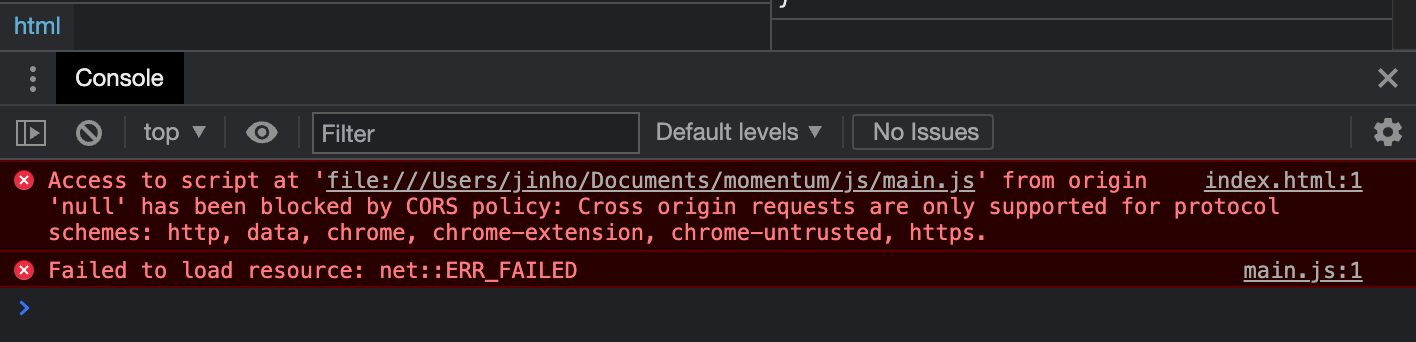 html
Console
top
Filter
Default levels
No Issues
Access to script at 'file:///Users/jinho/Documents/momentum/js/main.js' from origin index.html:1
'null' has been blocked by CORS policy: Cross origin requests are only supported for protocol
schemes: http, data, chrome, chrome-extension, chrome-untrusted, https.
Failed to load resource: net::ERR_FAILED main.js:1